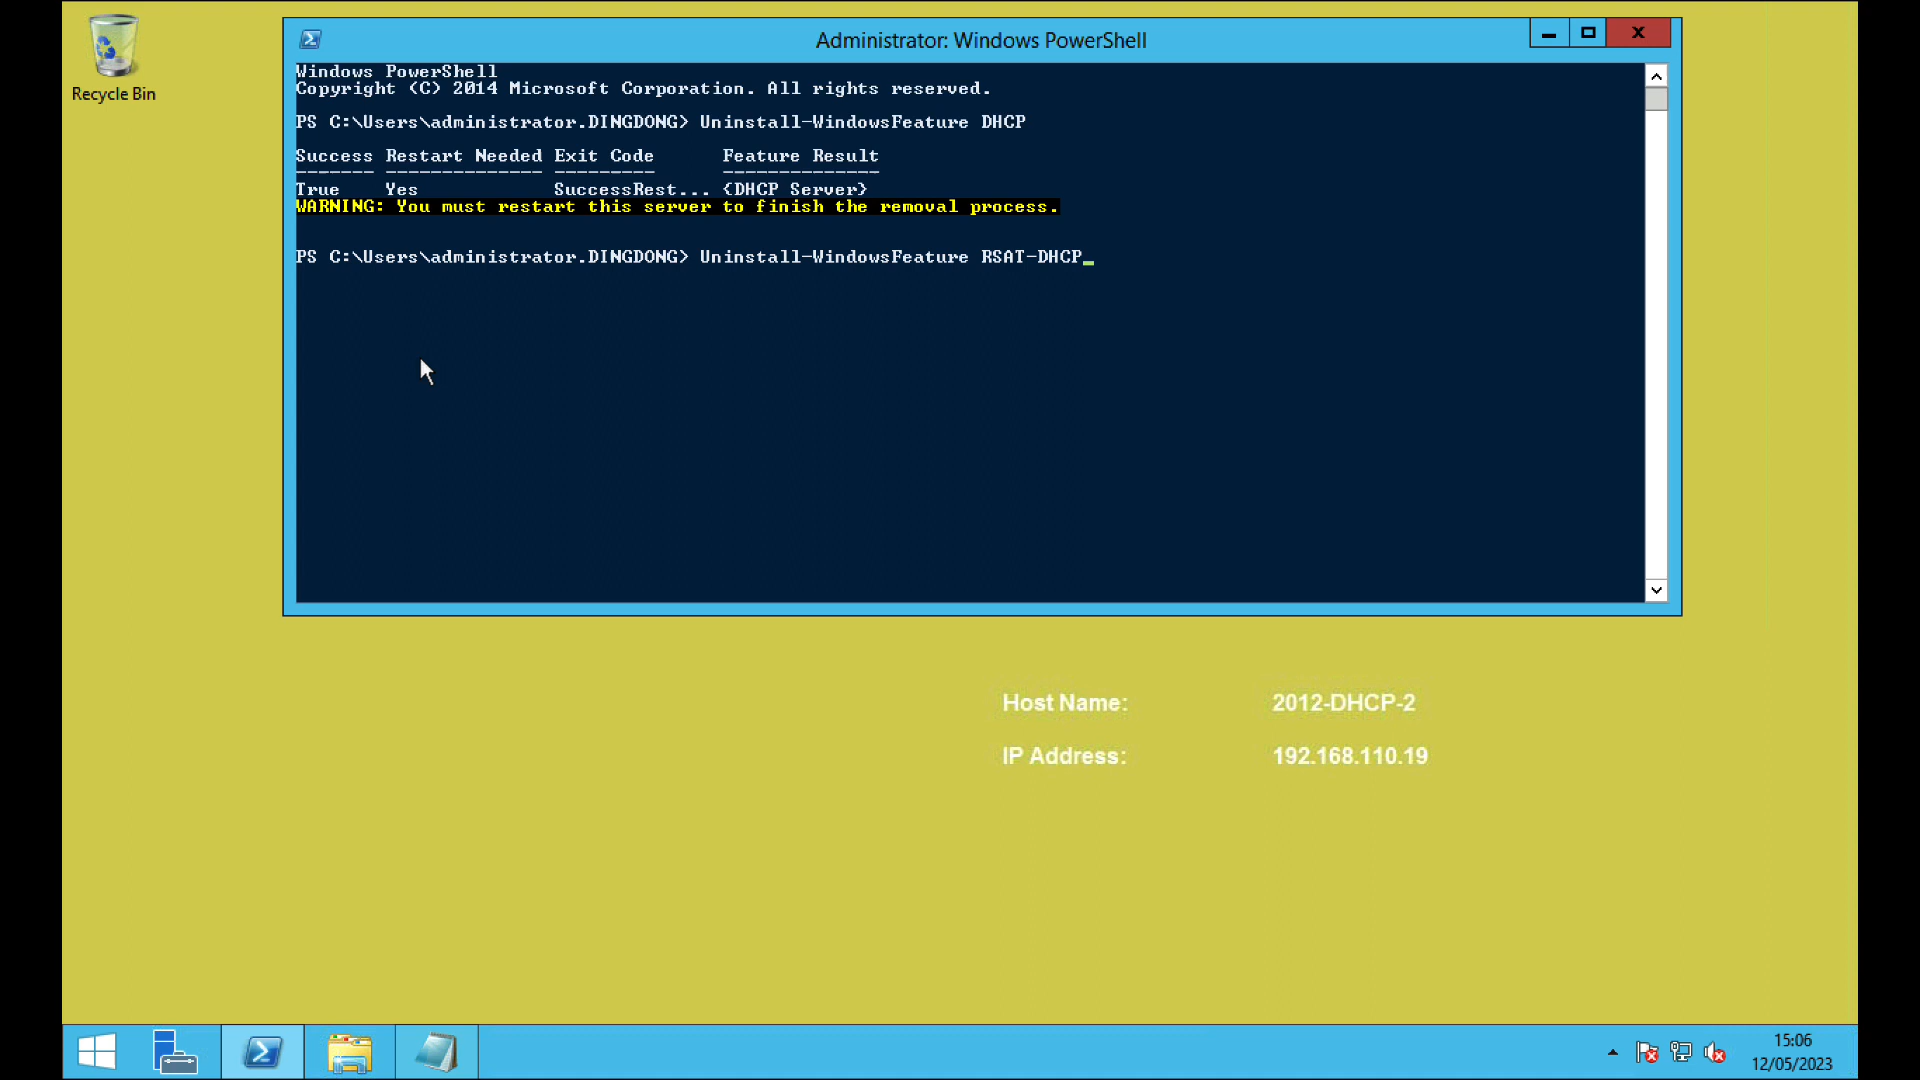 Recycle Bin
Administrator: Windows PowerShell
Windows PowerShell
Copyright (C) 2014 Microsoft Corporation. All rights reserved.
PS C:\Users\administrator.DINGDONG> Uninstall-WindowsFeature DHCP
Success Restart Needed Exit Code      Feature Result
------- -------------- ---------      --------------
True    Yes            SuccessRest... {DHCP Server}
WARNING: You must restart this server to finish the removal process.
PS C:\Users\administrator.DINGDONG> Uninstall-WindowsFeature RSAT-DHCP_
Host Name: 2012-DHCP-2
IP Address: 192.168.110.19
15:06
12/05/2023